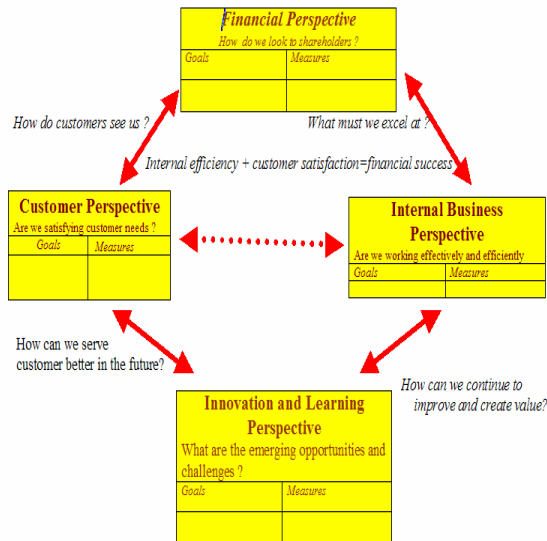 Financial Perspective
How do we look to shareholders ?
Goals Measures
How do customers see us ?
What must we excel at ?
Internal efficiency + customer satisfaction=financial success
Customer Perspective
Are we satisfying customer needs ?
Goals Measures
Internal Business
Perspective
Are we working effectively and efficiently
Goals Measures
How can we serve
customer better in the future?
How can we continue to
improve and create value?
Innovation and Learning
Perspective
What are the emerging opportunities and
challenges ?
Goals Measures